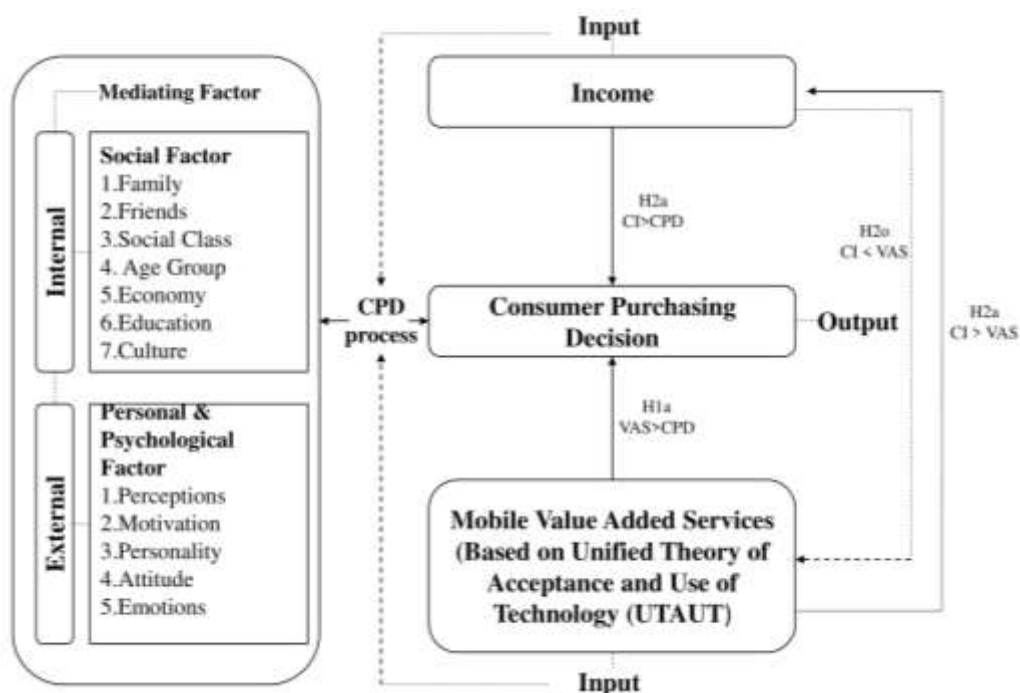 Input
Mediating Factor
Income
Internal
Social Factor
1.Family
2.Friends
3.Social Class
4. Age Group
5.Economy
6.Education
7.Culture
H2a
CI>CPD
H2o
CI < VAS
H2a
CI > VAS
CPD
process
Consumer Purchasing
Decision
Output
External
Personal &
Psychological
Factor
1.Perceptions
2.Motivation
3.Personality
4.Attitude
5.Emotions
H1a
VAS>CPD
Mobile Value Added Services
(Based on Unified Theory of
Acceptance and Use of
Technology (UTAUT)
Input